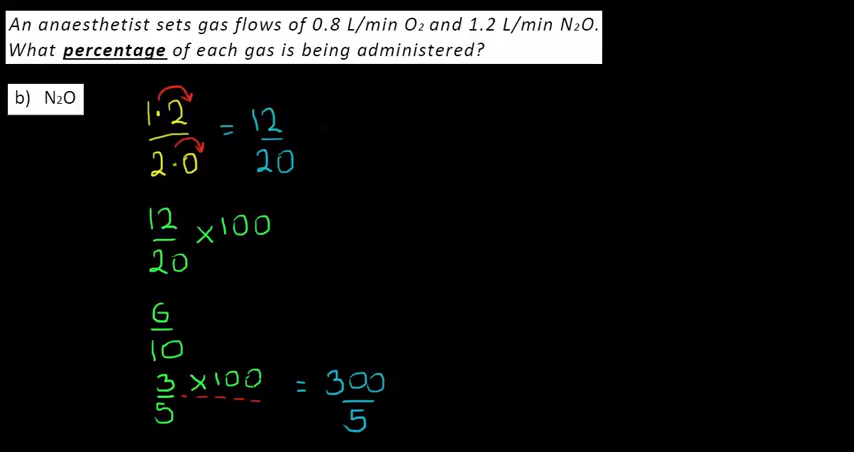 An anaesthetist sets gas flows of 0.8 L/min O₂ and 1.2 L/min N₂O.
What percentage of each gas is being administered?
b) N₂O
1.2/2.0 = 12/20
12/20 ×100
6/10
3/5 ×100 = 300/5